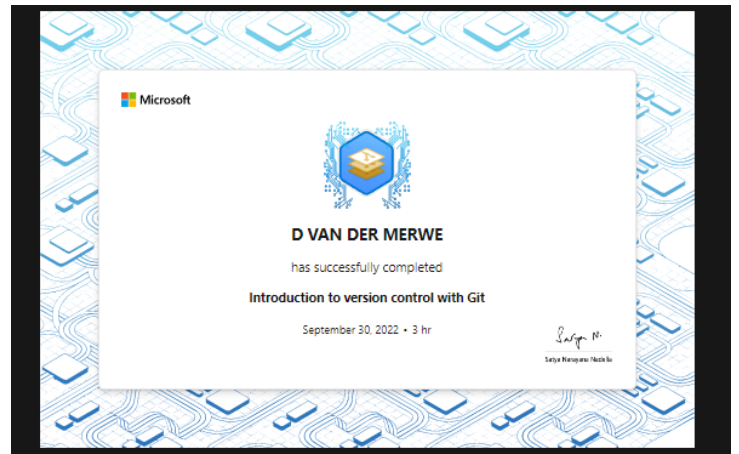 Microsoft
D VAN DER MERWE
has successfully completed
Introduction to version control with Git
September 30, 2022 • 3 hr
Satya N.
Satya Narayana Nadella